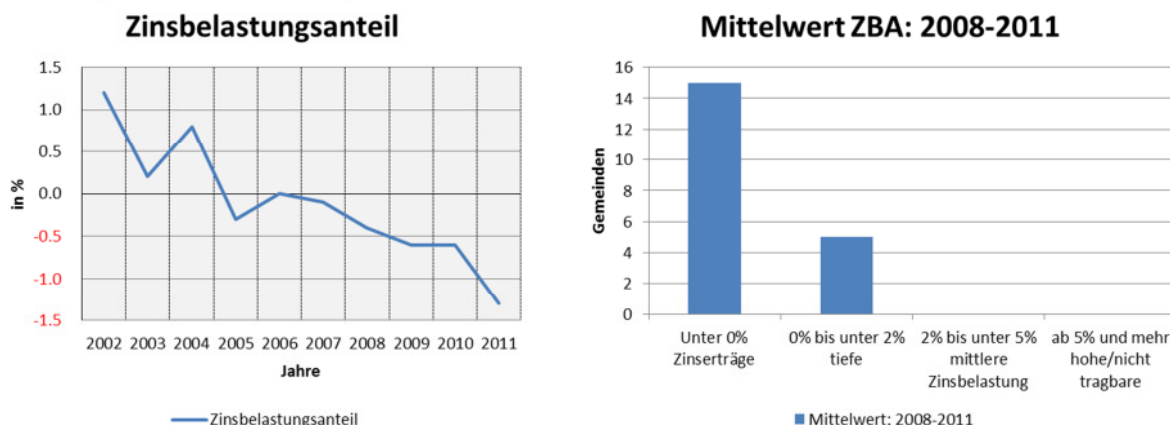 Zinsbelastungsanteil
1.5
1.0
0.5
0.0
-0.5
-1.0
-1.5
in %
2002 2003 2004 2005 2006 2007 2008 2009 2010 2011
Jahre
Zinsbelastungsanteil
Mittelwert ZBA: 2008-2011
16
14
12
10
8
6
4
2
0
Gemeinden
Unter 0%
Zinserträge
0% bis unter 2%
tiefe
2% bis unter 5%
mittlere
Zinsbelastung
ab 5% und mehr
hohe/nicht
tragbare
Mittelwert: 2008-2011